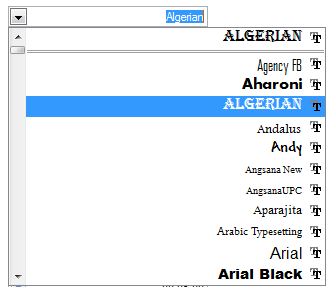 Algerian
ALGERIAN
Agency FB
Aharoni
ALGERIAN
Andalus
Andy
Angsana New
AngsanaUPC
Aparajita
Arabic Typesetting
Arial
Arial Black